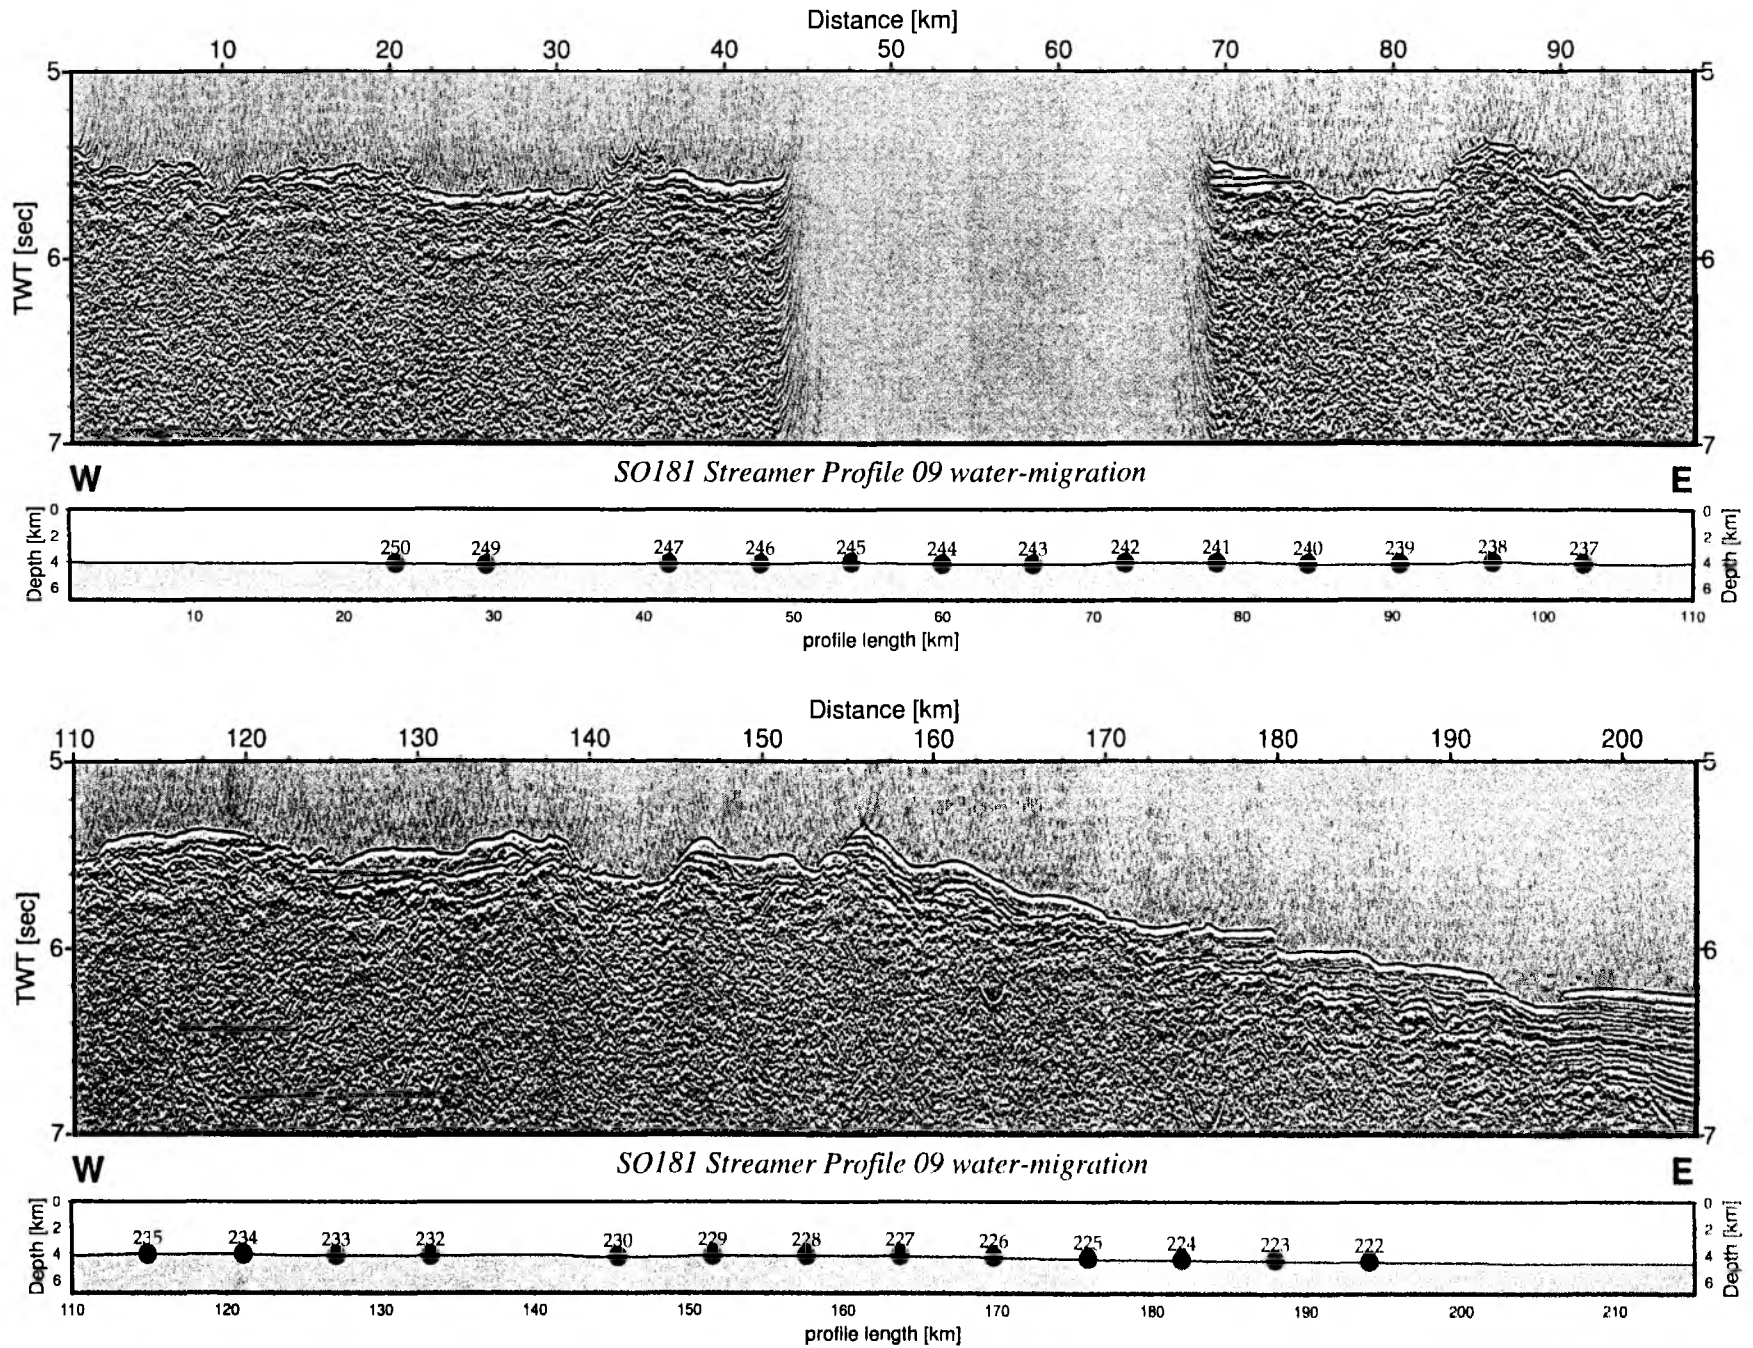 Distance [km]
10 20 30 40 50 60 70 80 90
5 5
TWT [sec]
6 6
7 7
W SO181 Streamer Profile 09 water-migration E
Depth [km] 0 2 4 6
250 249 247 246 245 244 243 242 241 240 239 238 237
0 2 4 6 Depth [km]
10 20 30 40 50 60 70 80 90 100 110
profile length [km]
Distance [km]
110 120 130 140 150 160 170 180 190 200
5 5
TWT [sec]
6 6
7 7
W SO181 Streamer Profile 09 water-migration E
Depth [km] 0 2 4 6
235 234 233 232 230 229 228 227 226 225 224 223 222
0 2 4 6 Depth [km]
110 120 130 140 150 160 170 180 190 200 210
profile length [km]